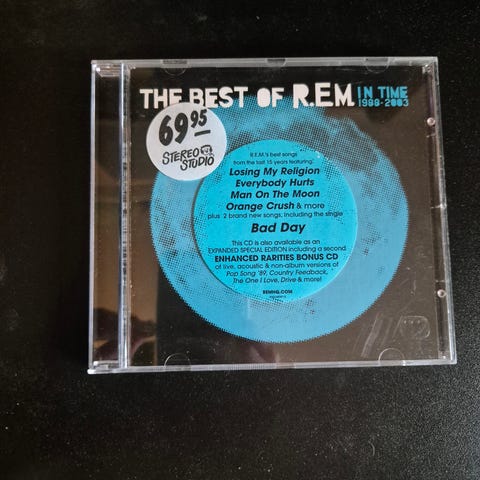 THE BEST OF R.E.M. IN TIME
1988-2003
69 95
STEREO
STUDIO
R.E.M.'s best songs
from the last 15 years featuring:
Losing My Religion
Everybody Hurts
Man On The Moon
Orange Crush & more
plus 2 brand new songs, including the single
Bad Day
This CD is also available as an
EXPANDED SPECIAL EDITION including a second
ENHANCED RARITIES BONUS CD
of live, acoustic & non-album versions of
Pop Song '89, Country Feedback,
The One I Love, Drive & more!
REMHQ.COM